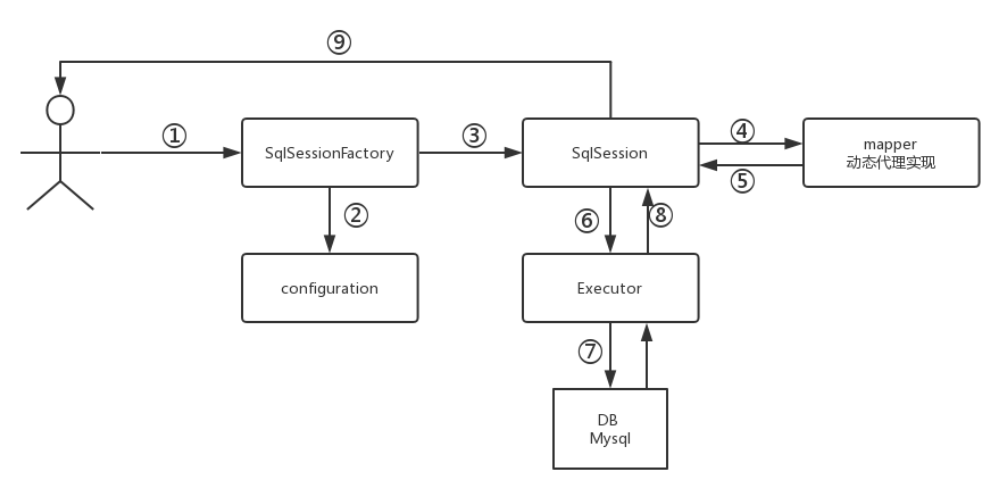 ⑨
①
SqlSessionFactory
③
SqlSession
④
mapper
动态代理实现
⑤
②
⑥
⑧
configuration
Executor
⑦
DB
Mysql